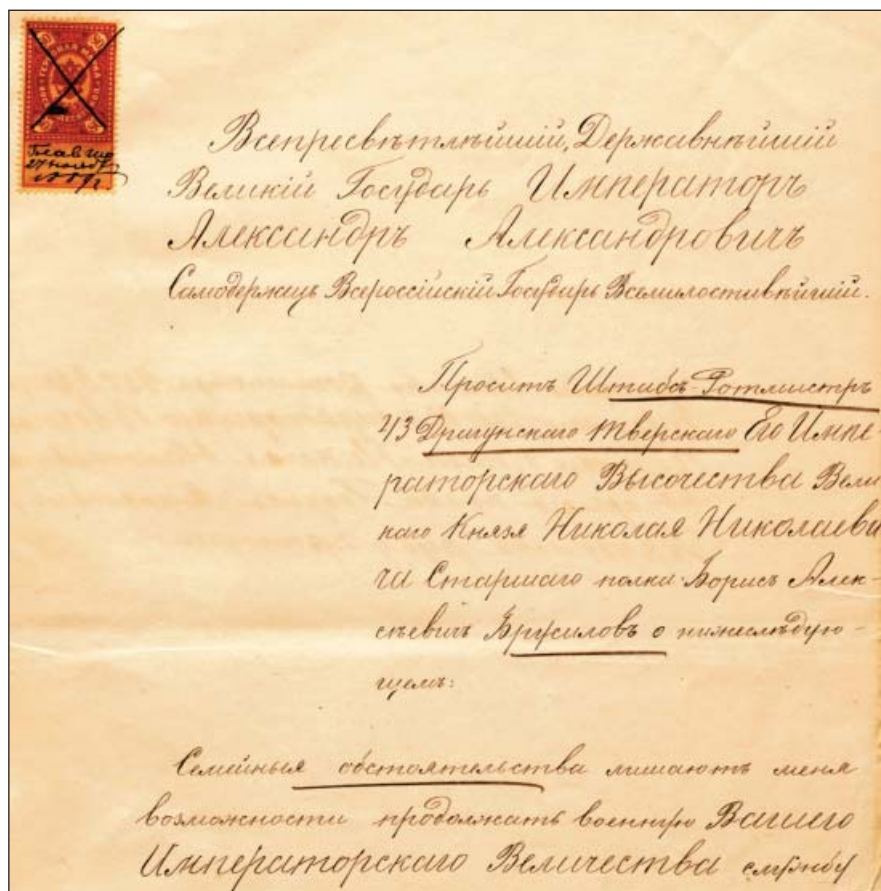 Всепресвѣтлѣйшій, Державнѣйшій
Великій Государь Императоръ
Александръ Александровичъ
Самодержецъ Всероссійскій Государь Всемилостивѣйшій.
Проситъ Штабсъ-Ротмистръ
43 Драгунскаго Тверскаго Его Импе-
раторскаго Высочества Вели
каго Князя Николая Николаеви
ча Старшаго полка Борисъ Алек-
сѣевичъ Брусиловъ о нижеслѣдую-
щемъ:
Семейныя обстоятельства лишаютъ меня
возможности продолжать военную Вашего
Императорскаго Величества службу